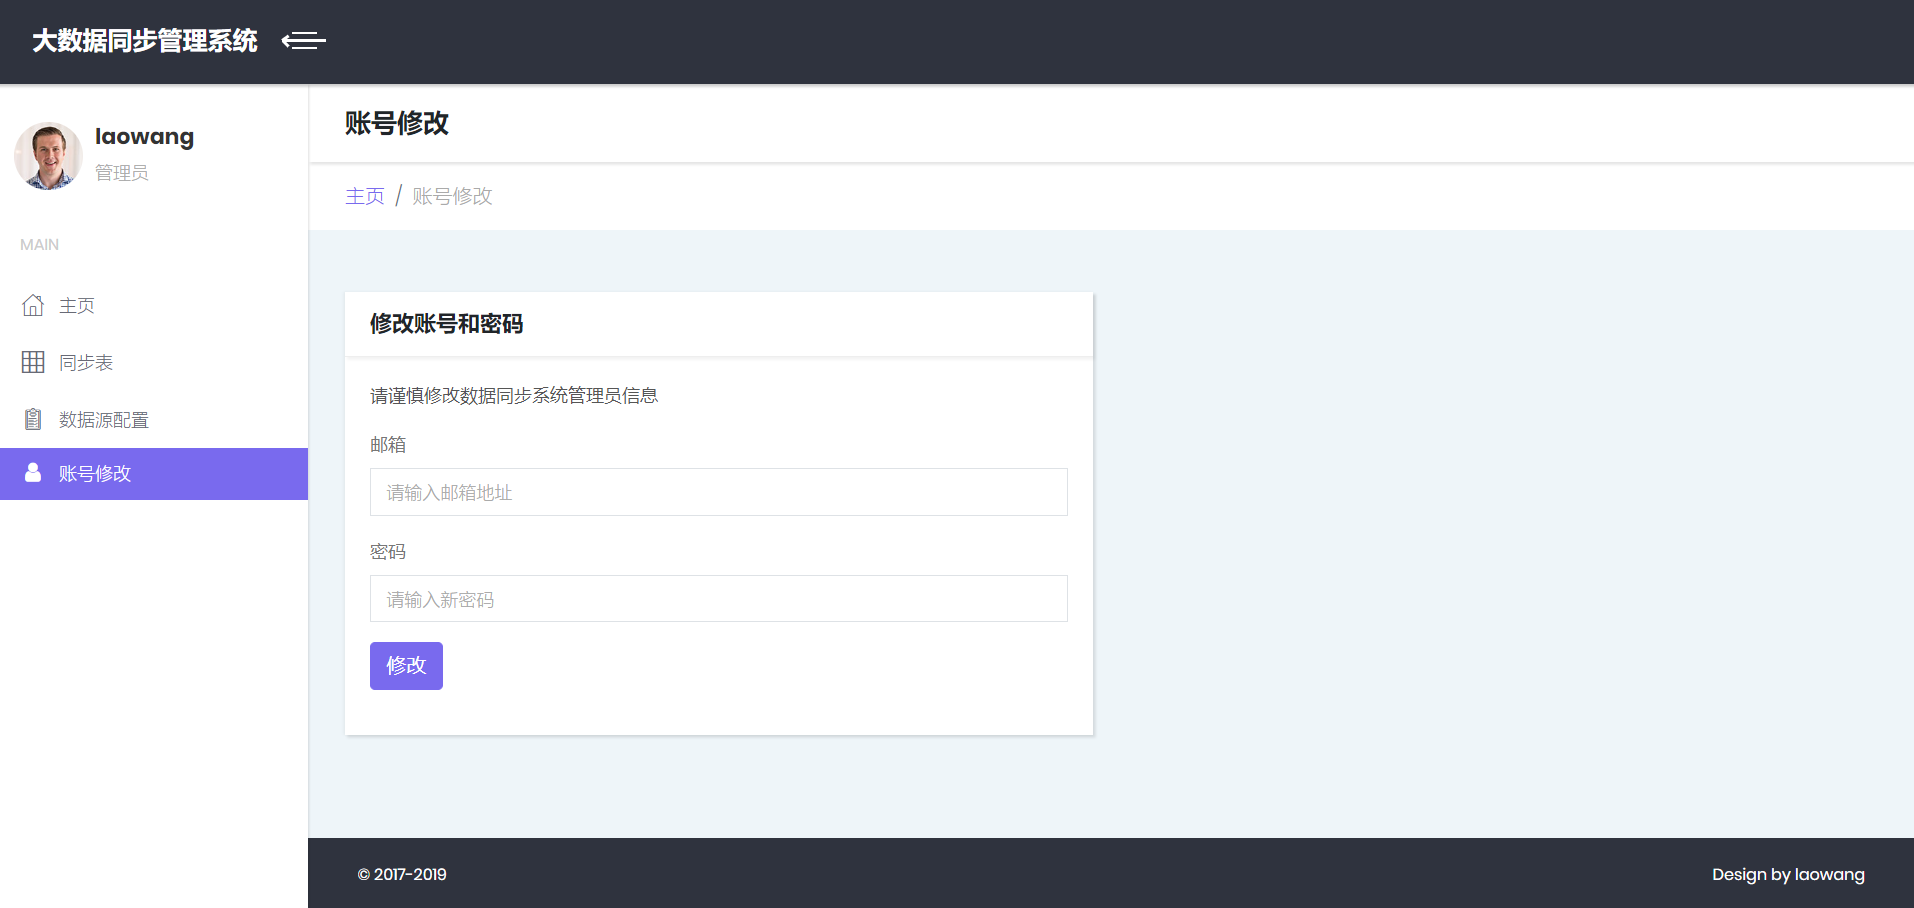 大数据同步管理系统
laowang
管理员
MAIN
主页
同步表
数据源配置
账号修改
账号修改
主页 / 账号修改
修改账号和密码
请谨慎修改数据同步系统管理员信息
邮箱
请输入邮箱地址
密码
请输入新密码
修改
© 2017-2019
Design by laowang